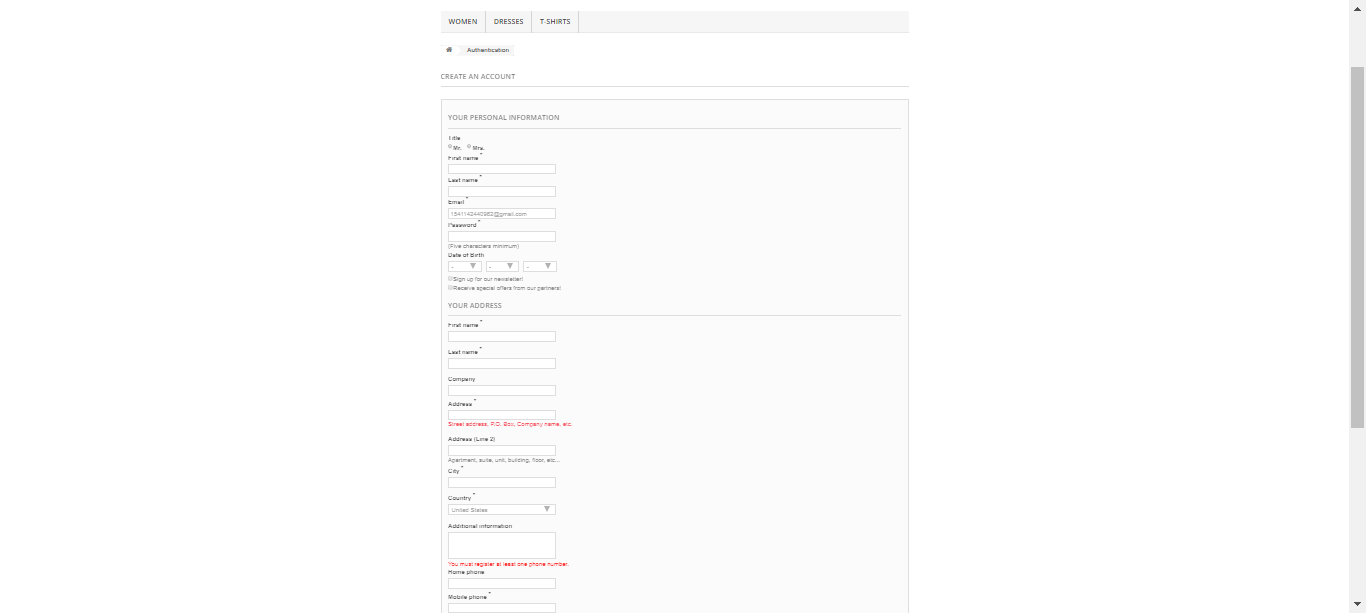 WOMEN DRESSES T-SHIRTS
Authentication
CREATE AN ACCOUNT
YOUR PERSONAL INFORMATION
Title
Mr. Mrs.
First name *
Last name *
Email *
1541142440962@gmail.com
Password *
(Five characters minimum)
Date of Birth
- - -
Sign up for our newsletter!
Receive special offers from our partners!
YOUR ADDRESS
First name *
Last name *
Company
Address *
Street address, P.O. Box, Company name, etc.
Address (Line 2)
Apartment, suite, unit, building, floor, etc...
City *
Country *
United States
Additional information
You must register at least one phone number.
Home phone
Mobile phone *